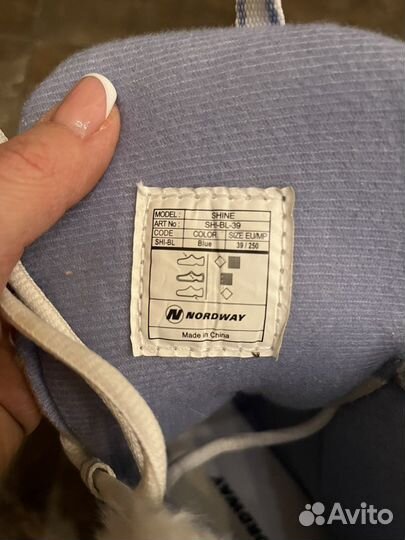 MODEL : SHINE
ART No : SHI-BL-39
CODE COLOR SIZE EU/MP
SHI-BL Blue 39 / 250
N NORDWAY
Made in China
RDWAY
Avito